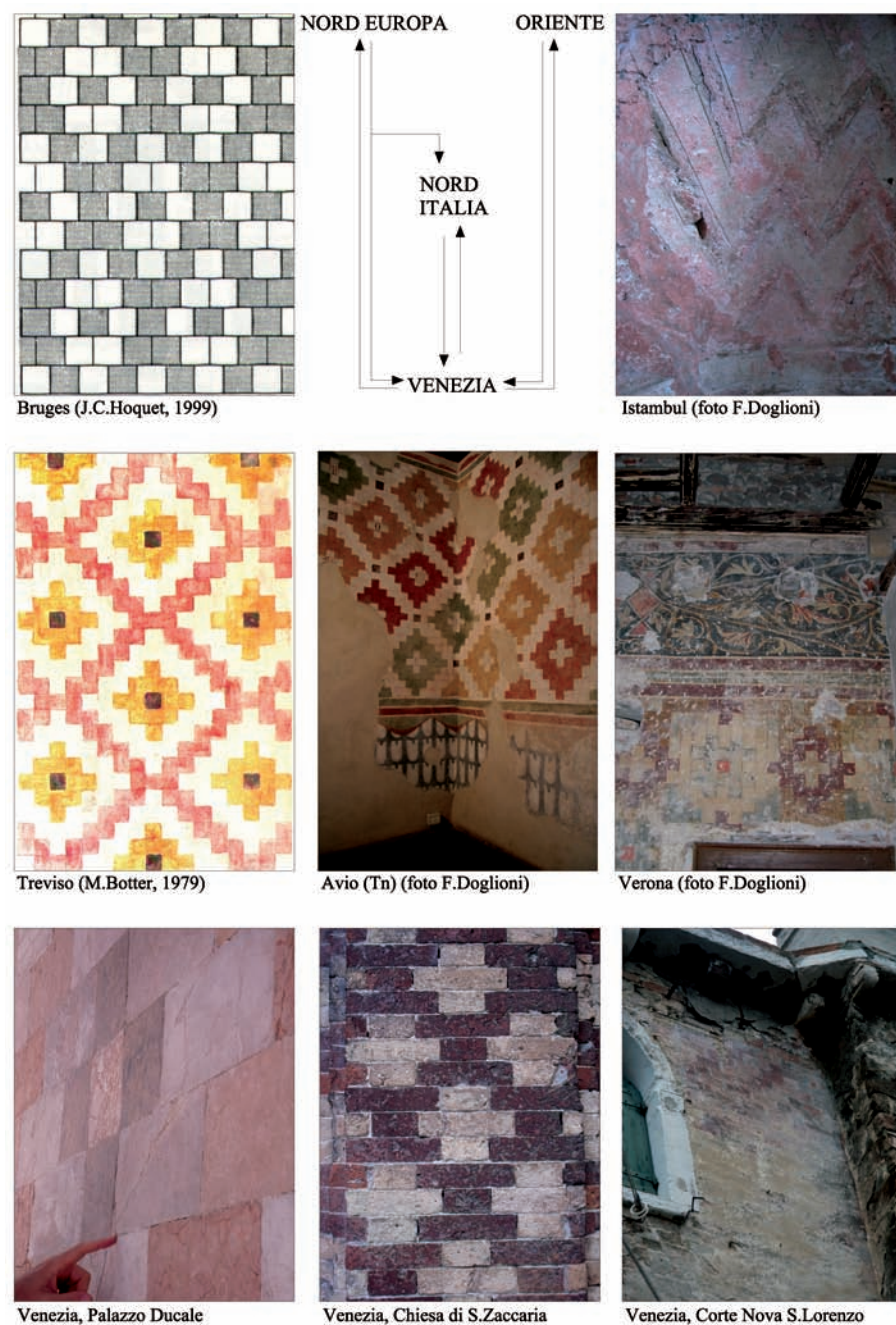 NORD EUROPA
ORIENTE
NORD
ITALIA
VENEZIA
Bruges (J.C.Hoquet, 1999)
Istambul (foto F.Doglioni)
Treviso (M.Botter, 1979)
Avio (Tn) (foto F.Doglioni)
Verona (foto F.Doglioni)
Venezia, Palazzo Ducale
Venezia, Chiesa di S.Zaccaria
Venezia, Corte Nova S.Lorenzo